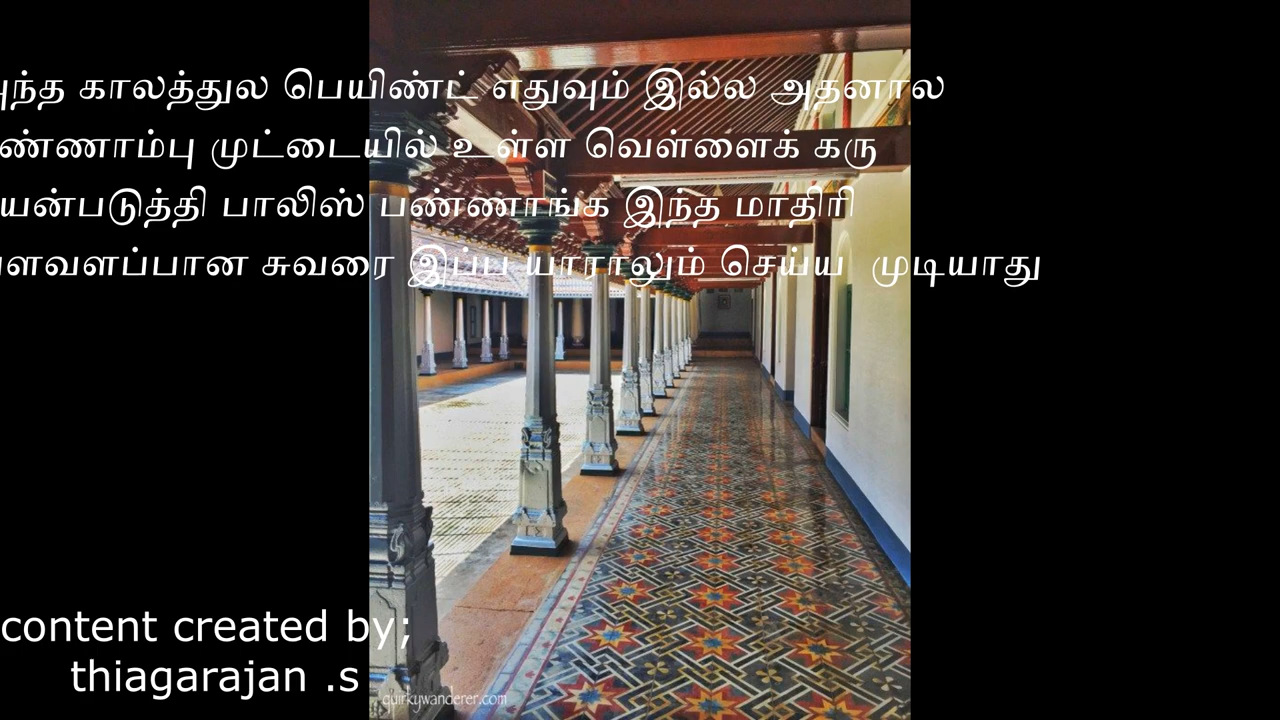 காலத்துல பெயிண்ட் எதுவும் இல்ல அதனால
முட்டையில் உள்ள வெள்ளைக் கரு
பாலிஸ் பண்ணாங்க இந்த மாதிரி
சுவரை இப்ப யாராலும் செய்ய முடியாது
content created by;
thiagarajan .s
quirkywanderer.com